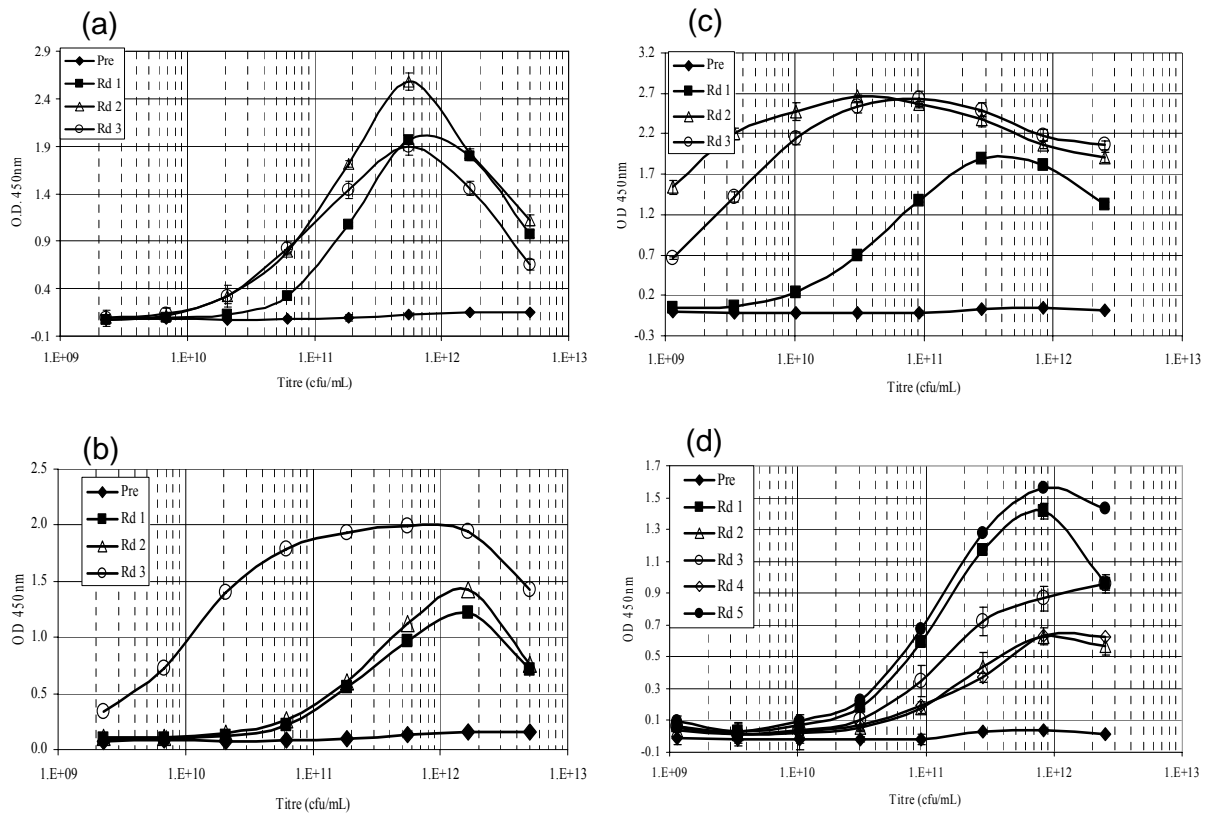 (a)
2.9
2.4
1.9
1.4
0.9
0.4
-0.1
O.D. 450nm
Pre
Rd 1
Rd 2
Rd 3
1.E+09
1.E+10
1.E+11
1.E+12
1.E+13
Titre (cfu/mL)
(c)
3.2
2.7
2.2
1.7
1.2
0.7
0.2
-0.3
OD 450nm
Pre
Rd 1
Rd 2
Rd 3
1.E+09
1.E+10
1.E+11
1.E+12
1.E+13
Titre (cfu/mL)
(b)
2.5
2.0
1.5
1.0
0.5
0.0
OD 450nm
Pre
Rd 1
Rd 2
Rd 3
1.E+09
1.E+10
1.E+11
1.E+12
1.E+13
Titre (cfu/mL)
(d)
1.7
1.5
1.3
1.1
0.9
0.7
0.5
0.3
0.1
-0.1
OD 450nm
Pre
Rd 1
Rd 2
Rd 3
Rd 4
Rd 5
1.E+09
1.E+10
1.E+11
1.E+12
1.E+13
Titre (cfu/mL)